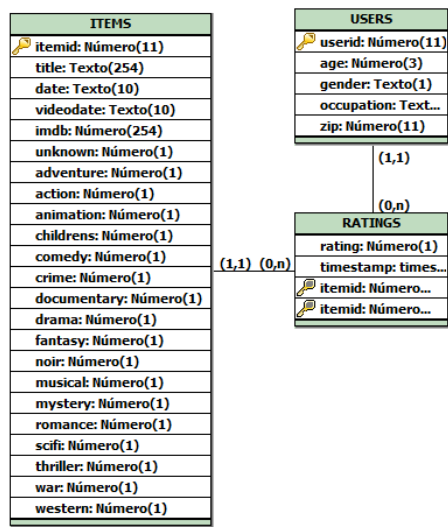 ITEMS
itemid: Número(11)
title: Texto(254)
date: Texto(10)
videodate: Texto(10)
imdb: Número(254)
unknown: Número(1)
adventure: Número(1)
action: Número(1)
animation: Número(1)
childrens: Número(1)
comedy: Número(1)
crime: Número(1)
documentary: Número(1)
drama: Número(1)
fantasy: Número(1)
noir: Número(1)
musical: Número(1)
mystery: Número(1)
romance: Número(1)
scifi: Número(1)
thriller: Número(1)
war: Número(1)
western: Número(1)
(1,1) (0,n)
USERS
userid: Número(11)
age: Número(3)
gender: Texto(1)
occupation: Text...
zip: Número(11)
(1,1)
(0,n)
RATINGS
rating: Número(1)
timestamp: times...
itemid: Número...
itemid: Número...